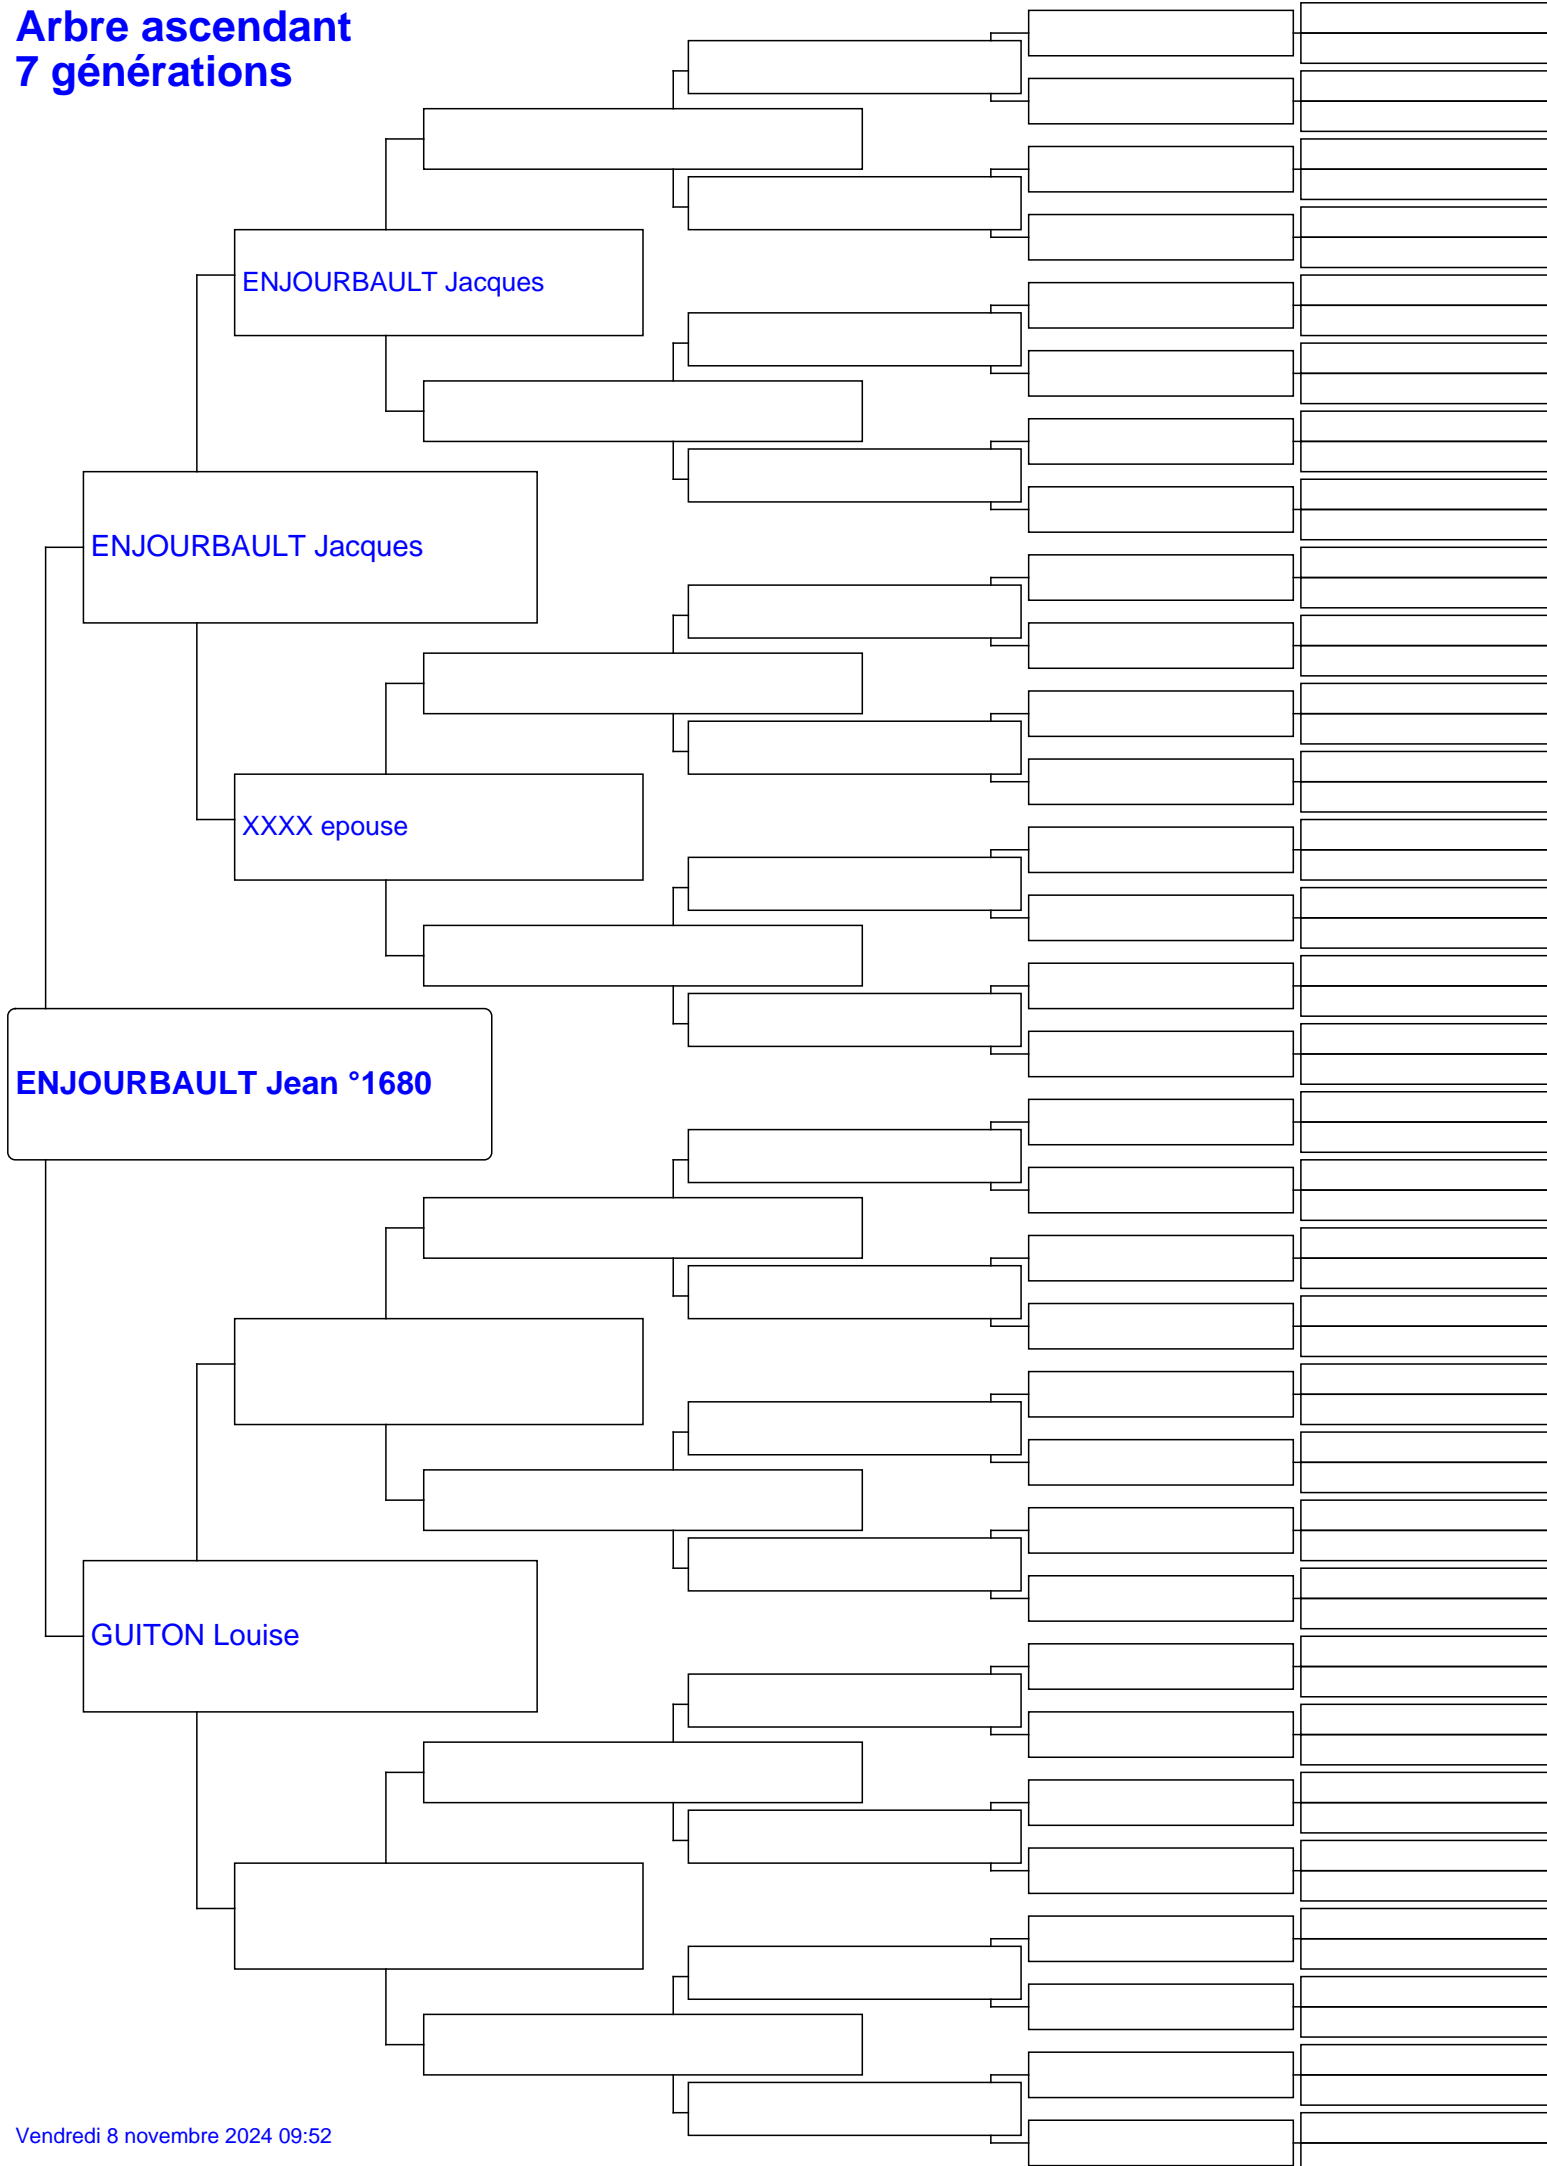 Arbre ascendant
7 générations
ENJOURBAULT Jacques
ENJOURBAULT Jacques
XXXX epouse
ENJOURBAULT Jean °1680
GUITON Louise
Vendredi 8 novembre 2024 09:52